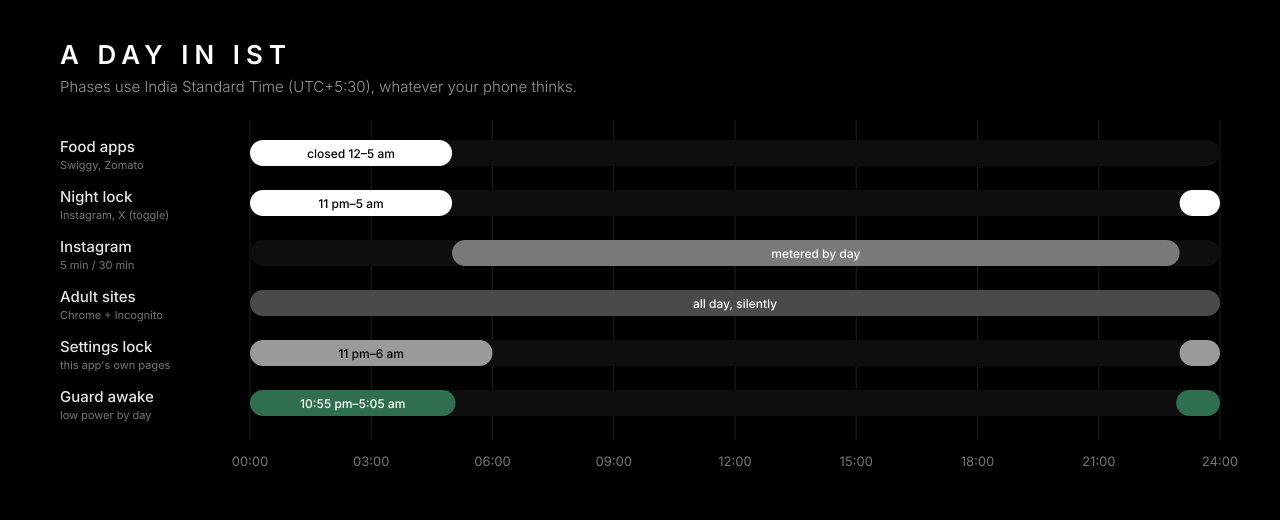 A DAY IN IST
Phases use India Standard Time (UTC+5:30), whatever your phone thinks.
Food apps
Swiggy, Zomato
closed 12–5 am
Night lock
Instagram, X (toggle)
11 pm–5 am
Instagram
5 min / 30 min
metered by day
Adult sites
Chrome + Incognito
all day, silently
Settings lock
this app's own pages
11 pm–6 am
Guard awake
low power by day
10:55 pm–5:05 am
00:00 03:00 06:00 09:00 12:00 15:00 18:00 21:00 24:00